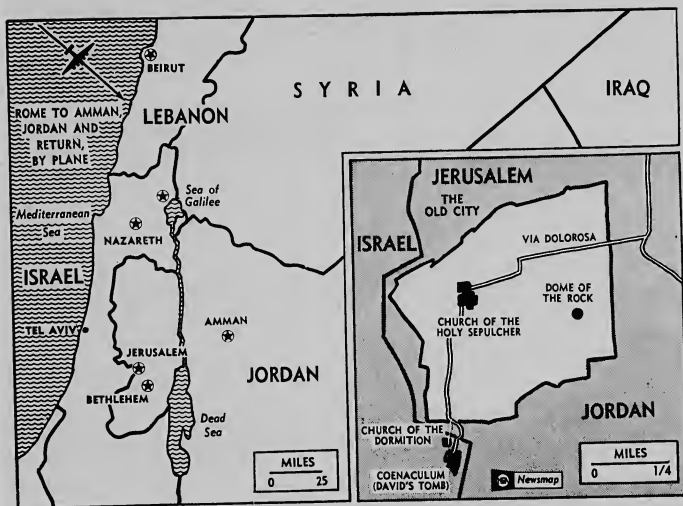 BEIRUT
SYRIA
IRAQ
ROME TO AMMAN,
JORDAN AND
RETURN,
BY PLANE
LEBANON
Sea of
Galilee
Mediterranean
Sea
NAZARETH
ISRAEL
TEL AVIV
AMMAN
JERUSALEM
BETHLEHEM
JORDAN
Dead
Sea
MILES
0 25
JERUSALEM
THE
OLD CITY
ISRAEL
VIA DOLOROSA
DOME OF
THE ROCK
CHURCH OF THE
HOLY SEPULCHER
JORDAN
CHURCH OF THE
DORMITION
COENACULUM
(DAVID'S TOMB)
Newsmap
MILES
0 1/4